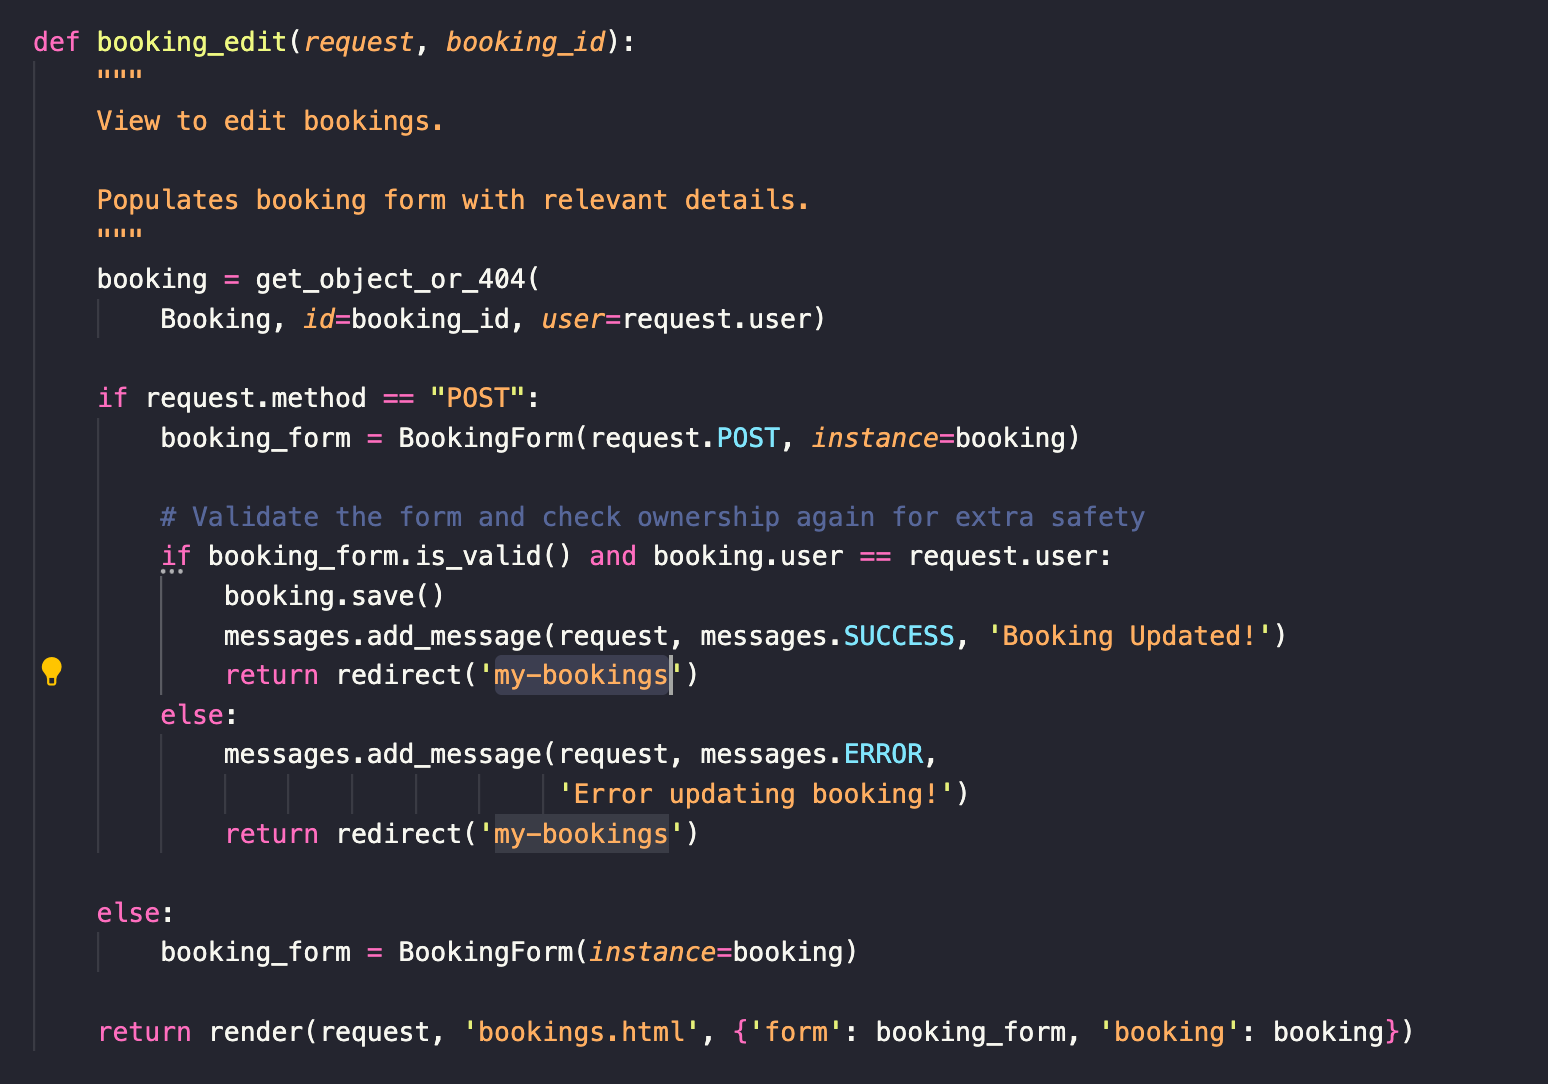 def booking_edit(request, booking_id):
    """
    View to edit bookings.

    Populates booking form with relevant details.
    """
    booking = get_object_or_404(
        Booking, id=booking_id, user=request.user)

    if request.method == "POST":
        booking_form = BookingForm(request.POST, instance=booking)

        # Validate the form and check ownership again for extra safety
        if booking_form.is_valid() and booking.user == request.user:
            booking.save()
            messages.add_message(request, messages.SUCCESS, 'Booking Updated!')
            return redirect('my-bookings')
        else:
            messages.add_message(request, messages.ERROR,
                                 'Error updating booking!')
            return redirect('my-bookings')

    else:
        booking_form = BookingForm(instance=booking)

    return render(request, 'bookings.html', {'form': booking_form, 'booking': booking})